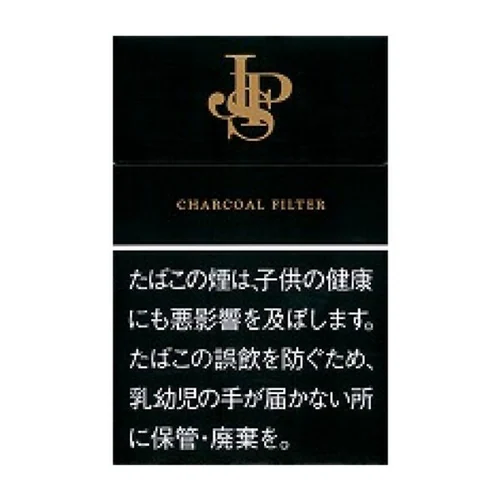 JPS
CHARCOAL FILTER
たばこの煙は、子供の健康
にも悪影響を及ぼします。
たばこの誤飲を防ぐため、
乳幼児の手が届かない所
に保管・廃棄を。